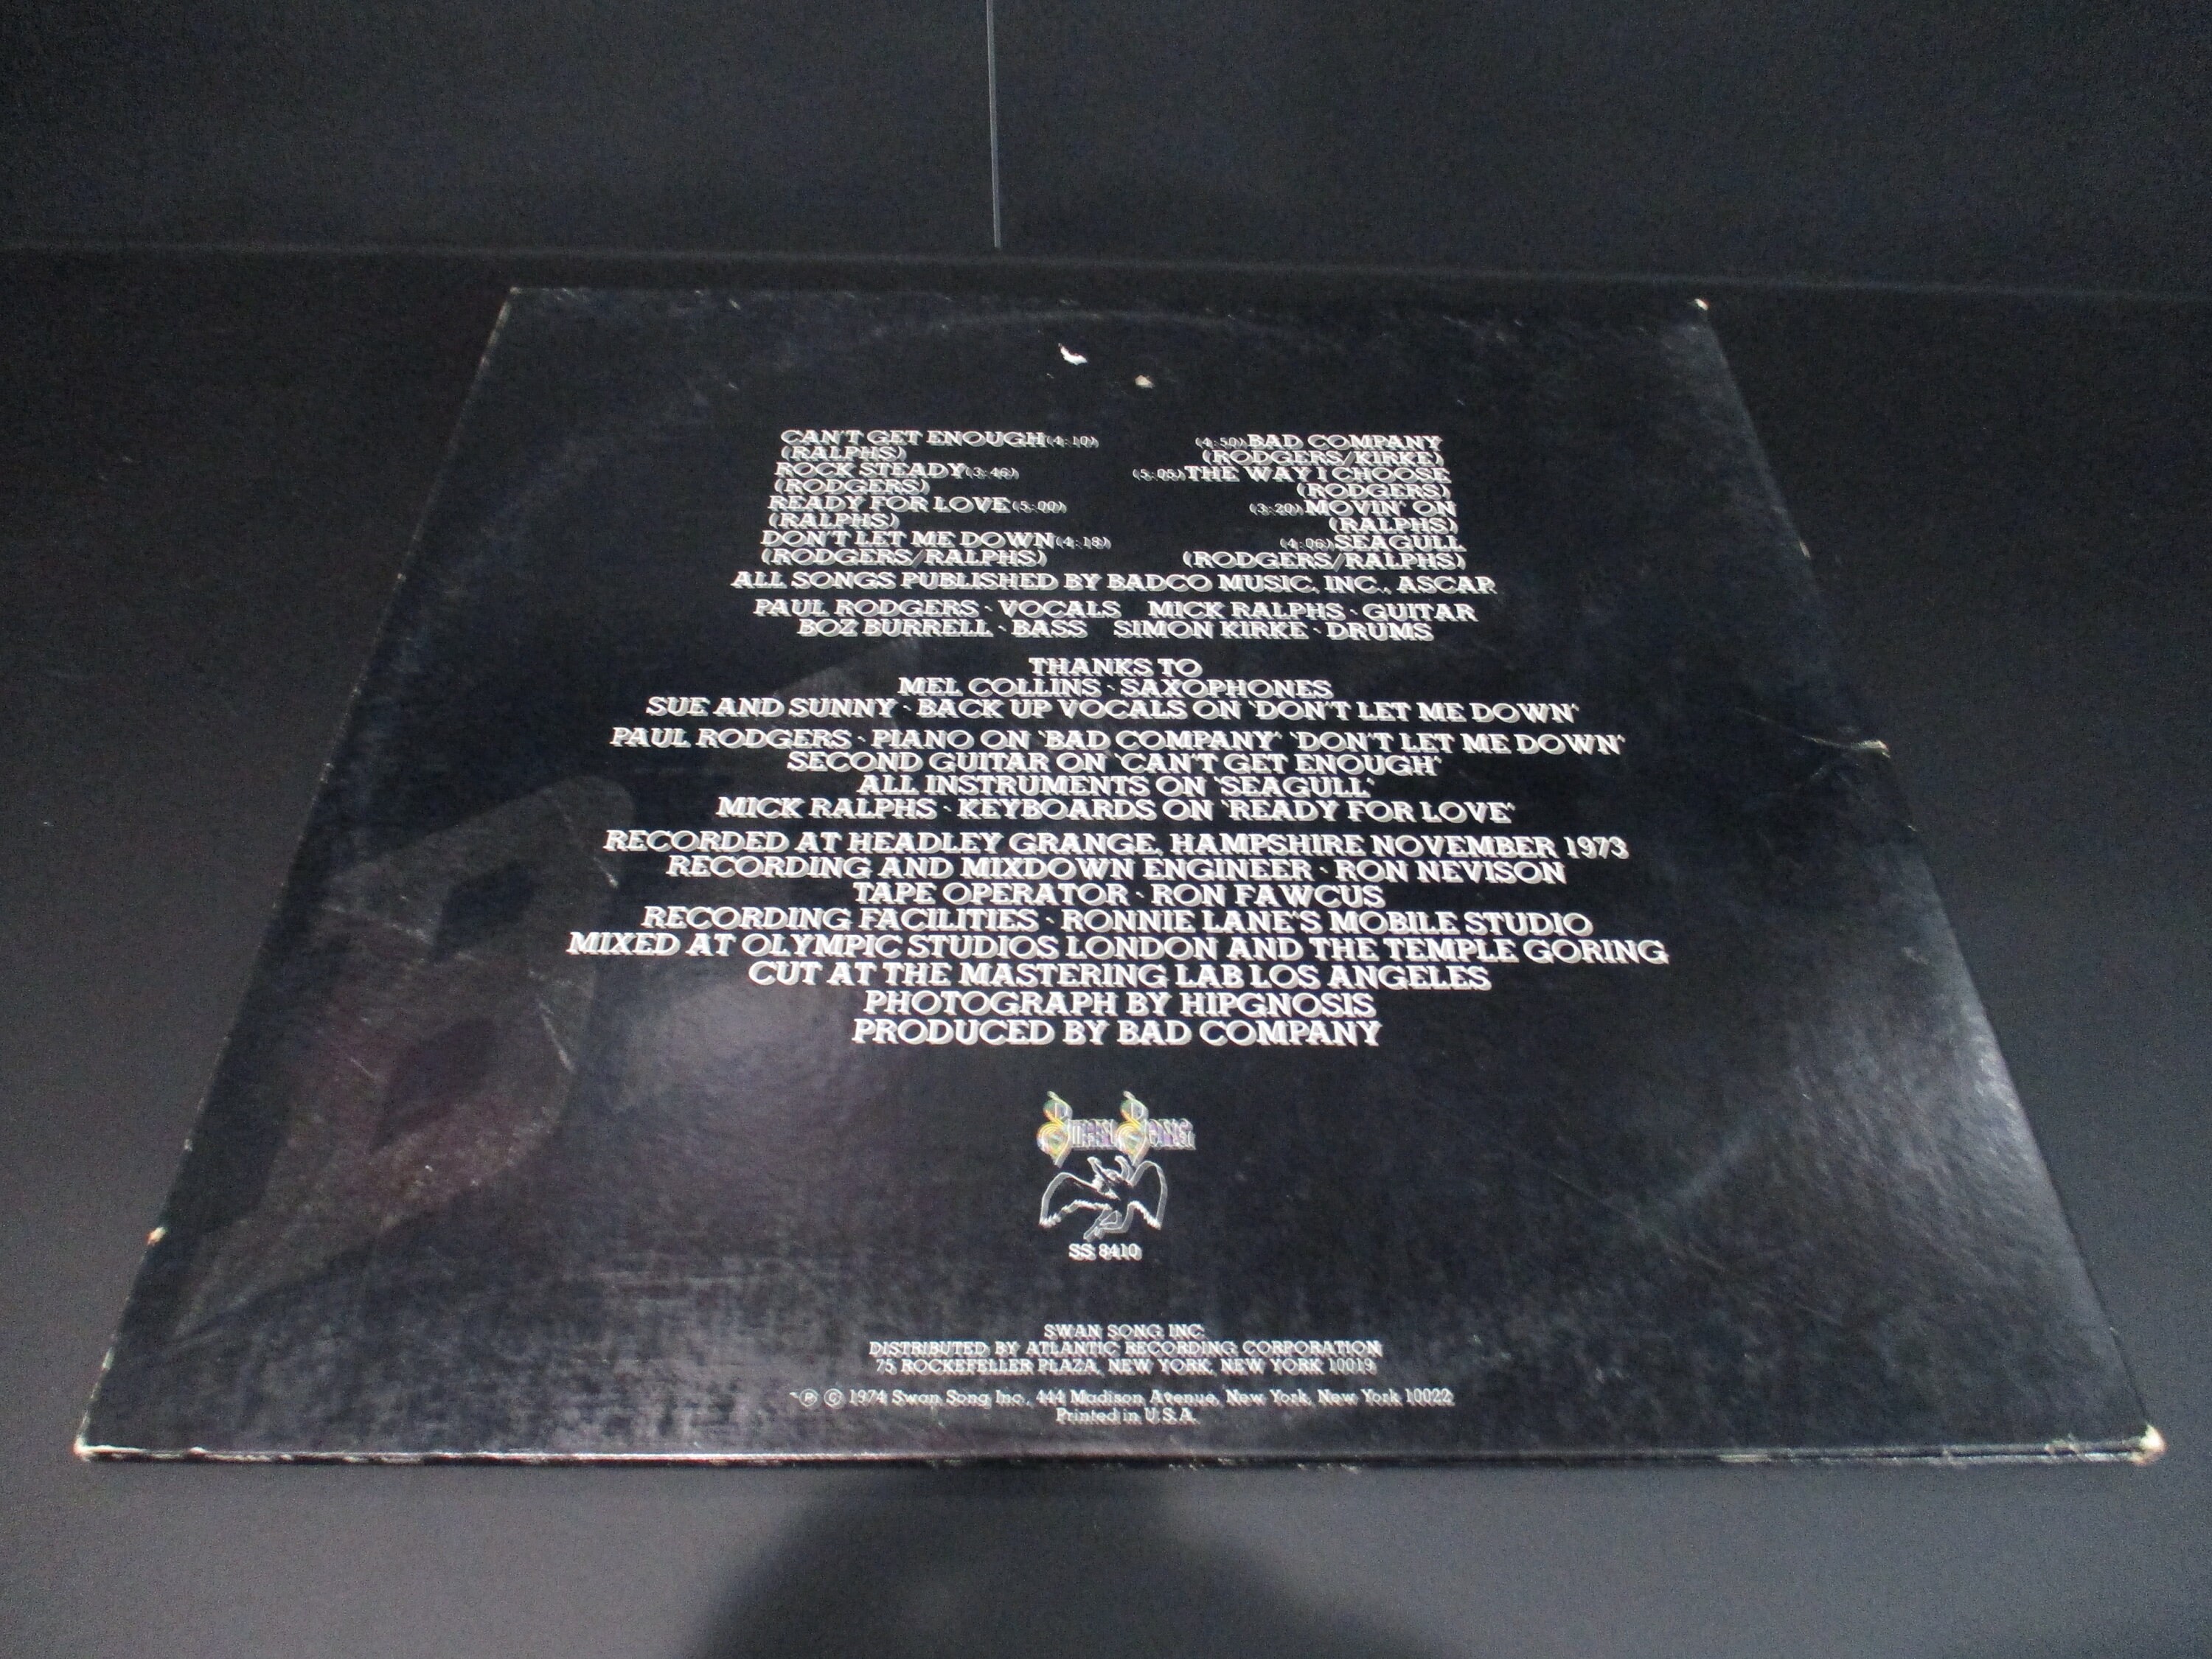 CAN'T GET ENOUGH (4:10)
(RALPHS)
ROCK STEADY (3:46)
(RODGERS)
READY FOR LOVE (5:00)
(RALPHS)
DON'T LET ME DOWN (4:18)
(RODGERS/RALPHS)
(4:50) BAD COMPANY
(RODGERS/KIRKE)
(5:05) THE WAY I CHOOSE
(RODGERS)
(3:20) MOVIN' ON
(RALPHS)
(4:06) SEAGULL
(RODGERS/RALPHS)
ALL SONGS PUBLISHED BY BADCO MUSIC, INC., ASCAP.
PAUL RODGERS · VOCALS MICK RALPHS · GUITAR
BOZ BURRELL · BASS SIMON KIRKE · DRUMS
THANKS TO
MEL COLLINS · SAXOPHONES
SUE AND SUNNY · BACK UP VOCALS ON 'DON'T LET ME DOWN'
PAUL RODGERS · PIANO ON 'BAD COMPANY' 'DON'T LET ME DOWN'
SECOND GUITAR ON 'CAN'T GET ENOUGH'
ALL INSTRUMENTS ON 'SEAGULL'
MICK RALPHS · KEYBOARDS ON 'READY FOR LOVE'
RECORDED AT HEADLEY GRANGE, HAMPSHIRE NOVEMBER 1973
RECORDING AND MIXDOWN ENGINEER · RON NEVISON
TAPE OPERATOR · RON FAWCUS
RECORDING FACILITIES · RONNIE LANE'S MOBILE STUDIO
MIXED AT OLYMPIC STUDIOS LONDON AND THE TEMPLE GORING
CUT AT THE MASTERING LAB LOS ANGELES
PHOTOGRAPH BY HIPGNOSIS
PRODUCED BY BAD COMPANY
Swan Song
SS 8410
SWAN SONG INC.
DISTRIBUTED BY ATLANTIC RECORDING CORPORATION
75 ROCKEFELLER PLAZA, NEW YORK, NEW YORK 10019
℗ © 1974 Swan Song Inc., 444 Madison Avenue, New York, New York 10022
Printed in U.S.A.